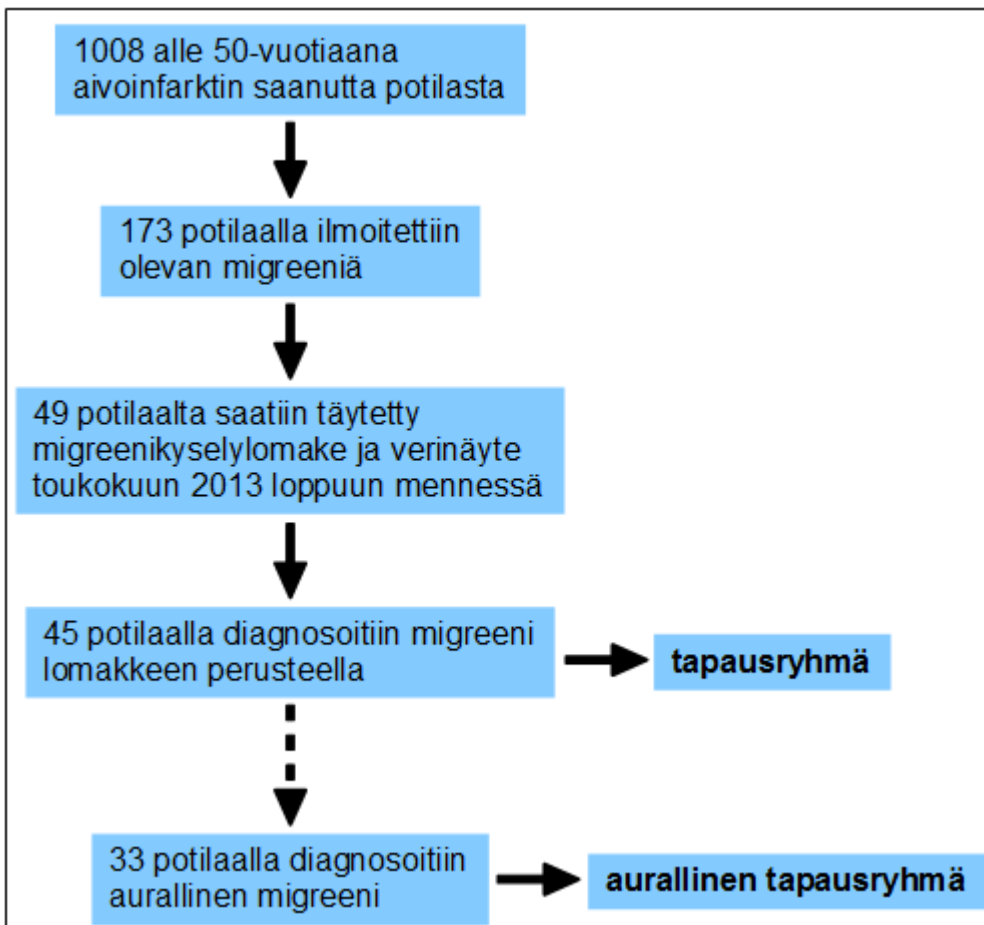 1008 alle 50-vuotiaana
aivoinfarktin saanutta potilasta
173 potilaalla ilmoitettiin
olevan migreeniä
49 potilaalta saatiin täytetty
migreenikyselylomake ja verinäyte
toukokuun 2013 loppuun mennessä
45 potilaalla diagnosoitiin migreeni
lomakkeen perusteella
tapausryhmä
33 potilaalla diagnosoitiin
aurallinen migreeni
aurallinen tapausryhmä